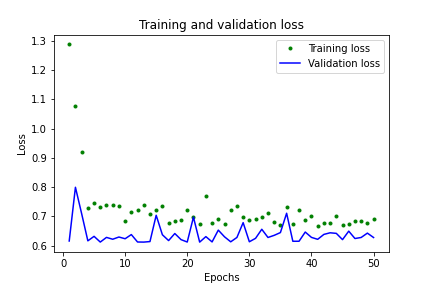 Training and validation loss
Training loss
Validation loss
1.3
1.2
1.1
1.0
0.9
0.8
0.7
0.6
Loss
0 10 20 30 40 50
Epochs